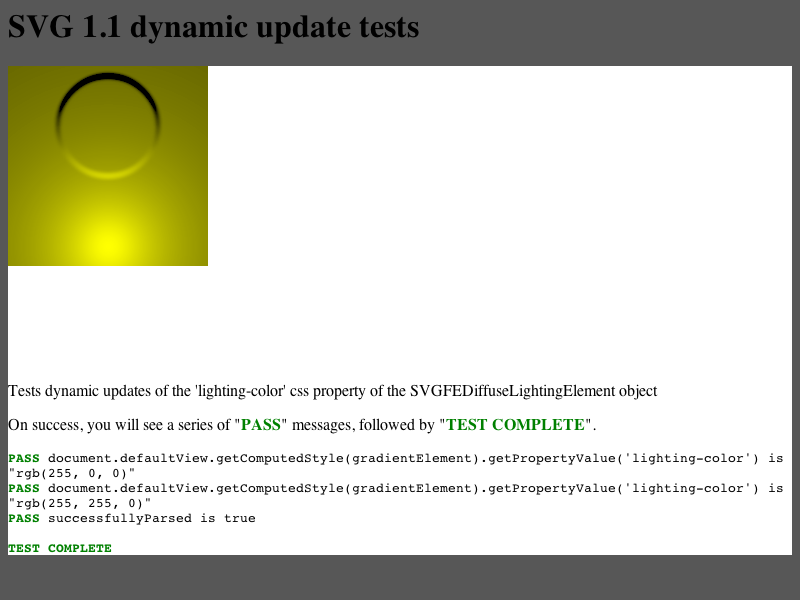 SVG 1.1 dynamic update tests
Tests dynamic updates of the 'lighting-color' css property of the SVGFEDiffuseLightingElement object
On success, you will see a series of "PASS" messages, followed by "TEST COMPLETE".
PASS document.defaultView.getComputedStyle(gradientElement).getPropertyValue('lighting-color') is
"rgb(255, 0, 0)"
PASS document.defaultView.getComputedStyle(gradientElement).getPropertyValue('lighting-color') is
"rgb(255, 255, 0)"
PASS successfullyParsed is true
TEST COMPLETE